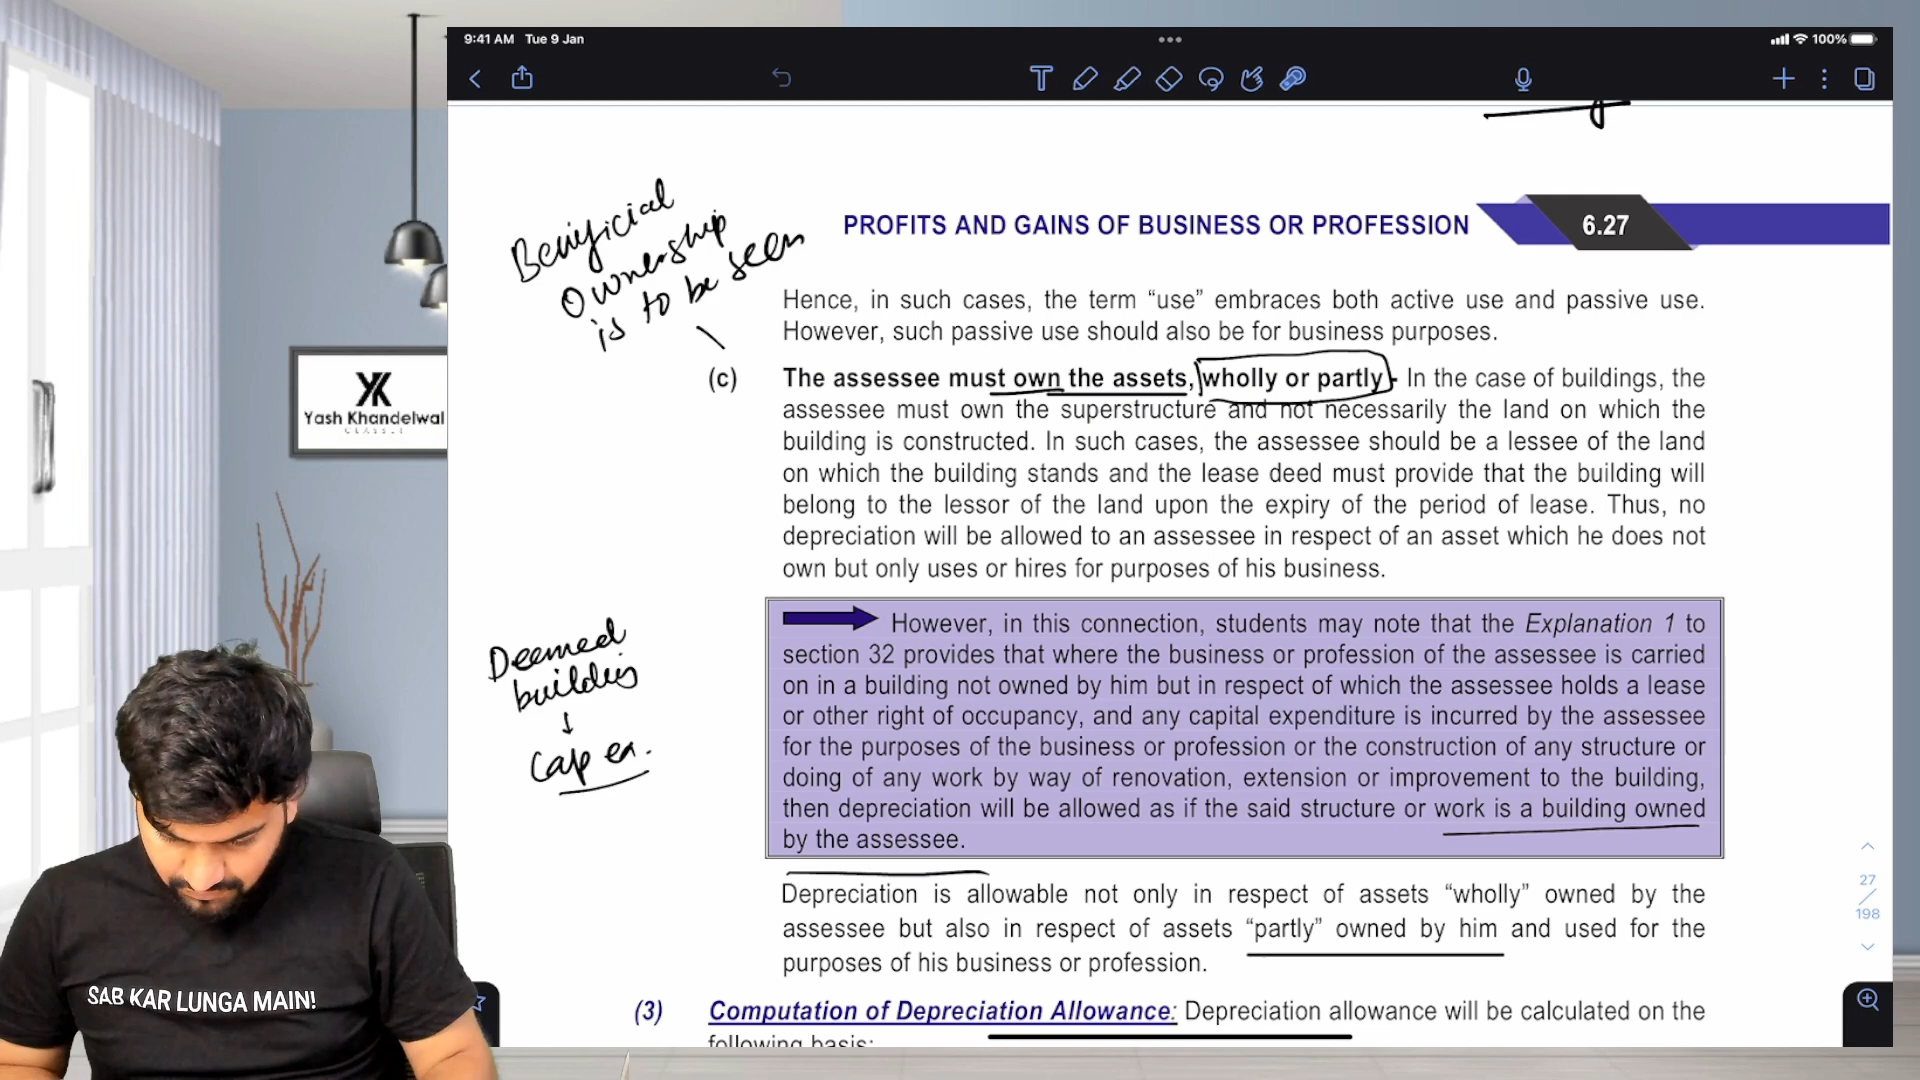 9:41 AM Tue 9 Jan
100%
Benificial
Ownership
is to be seen
PROFITS AND GAINS OF BUSINESS OR PROFESSION
6.27
Hence, in such cases, the term “use” embraces both active use and passive use.
However, such passive use should also be for business purposes.
(c) The assessee must own the assets, wholly or partly - In the case of buildings, the
assessee must own the superstructure and not necessarily the land on which the
building is constructed. In such cases, the assessee should be a lessee of the land
on which the building stands and the lease deed must provide that the building will
belong to the lessor of the land upon the expiry of the period of lease. Thus, no
depreciation will be allowed to an assessee in respect of an asset which he does not
own but only uses or hires for purposes of his business.
Yash Khandelwal
CLASSES
Deemed
building
↓
Cap ex.
However, in this connection, students may note that the Explanation 1 to
section 32 provides that where the business or profession of the assessee is carried
on in a building not owned by him but in respect of which the assessee holds a lease
or other right of occupancy, and any capital expenditure is incurred by the assessee
for the purposes of the business or profession or the construction of any structure or
doing of any work by way of renovation, extension or improvement to the building,
then depreciation will be allowed as if the said structure or work is a building owned
by the assessee.
Depreciation is allowable not only in respect of assets “wholly” owned by the
assessee but also in respect of assets “partly” owned by him and used for the
purposes of his business or profession.
(3) Computation of Depreciation Allowance: Depreciation allowance will be calculated on the
following basis:
27
198
SAB KAR LUNGA MAIN!